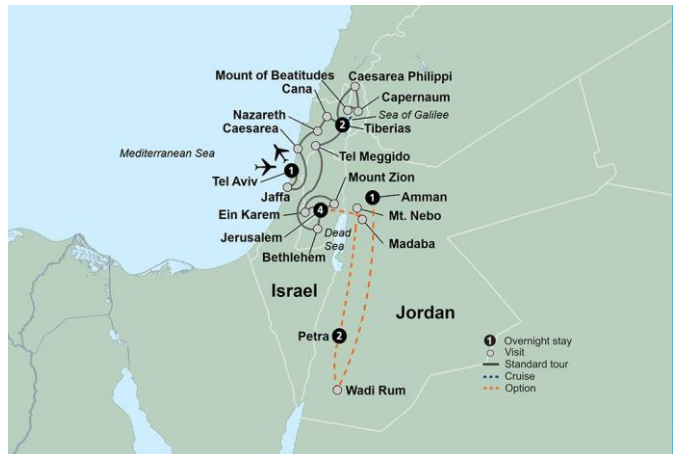 Mount of Beatitudes
Caesarea Philippi
Cana
Capernaum
Nazareth
Sea of Galilee
Caesarea
2
Tiberias
Mediterranean Sea
Tel Meggido
1
Tel Aviv
Mount Zion
Jaffa
1
Amman
Ein Karem
4
Mt. Nebo
Jerusalem
Dead
Sea
Madaba
Bethlehem
Israel
Jordan
Petra
2
1 Overnight stay
Visit
Standard tour
Cruise
Option
Wadi Rum